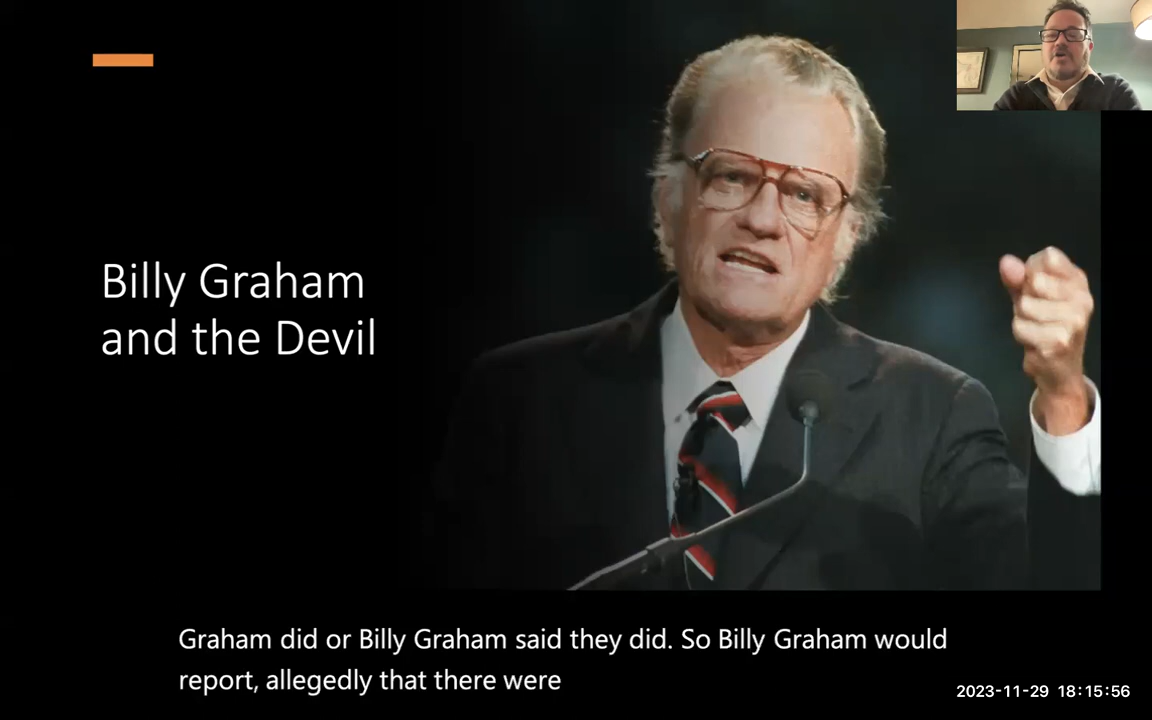 Billy Graham
and the Devil
Graham did or Billy Graham said they did. So Billy Graham would
report, allegedly that there were
2023-11-29 18:15:56